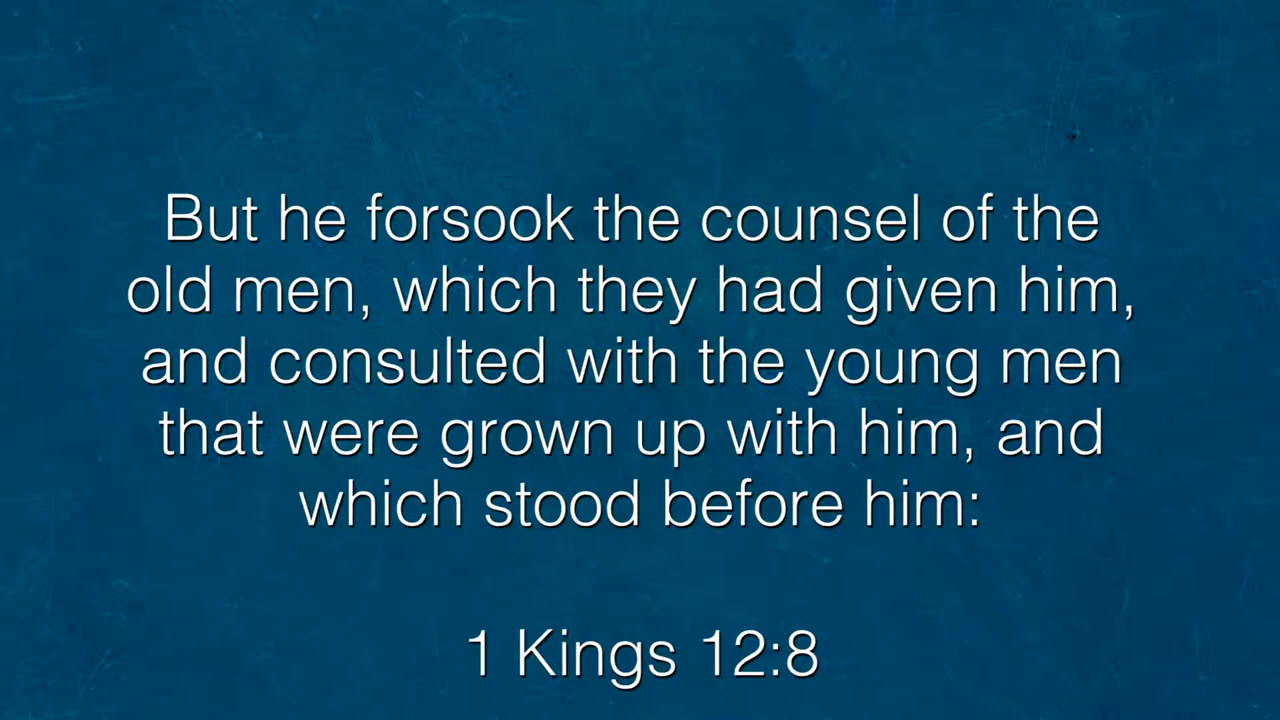 But he forsook the counsel of the
old men, which they had given him,
and consulted with the young men
that were grown up with him, and
which stood before him:
1 Kings 12:8